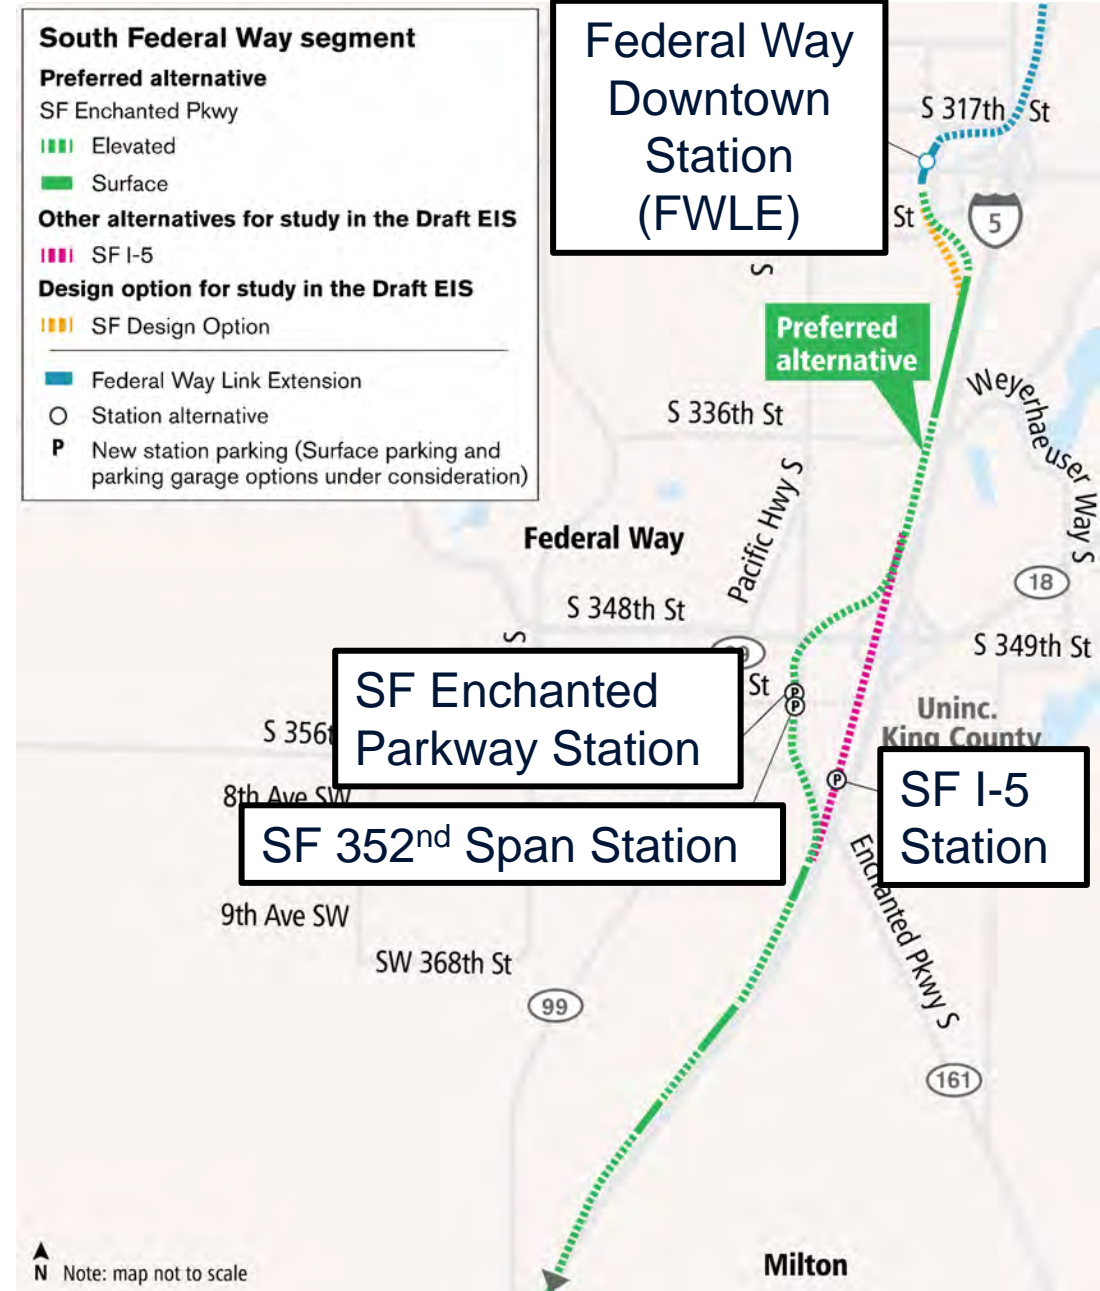 South Federal Way segment
Preferred alternative
SF Enchanted Pkwy
Elevated
Surface
Other alternatives for study in the Draft EIS
SF I-5
Design option for study in the Draft EIS
SF Design Option
Federal Way Link Extension
Station alternative
P New station parking (Surface parking and
parking garage options under consideration)
Federal Way
Downtown
Station
(FWLE)
S 317th St
St
5
S
Preferred
alternative
Weyerhaeuser Way S
S 336th St
Pacific Hwy S
Federal Way
18
S 348th St
S
S 349th St
St
SF Enchanted
Parkway Station
P
P
Uninc.
King County
S 356t
P
SF I-5
Station
8th Ave SW
SF 352nd Span Station
Enchanted Pkwy S
9th Ave SW
SW 368th St
99
161
N Note: map not to scale
Milton